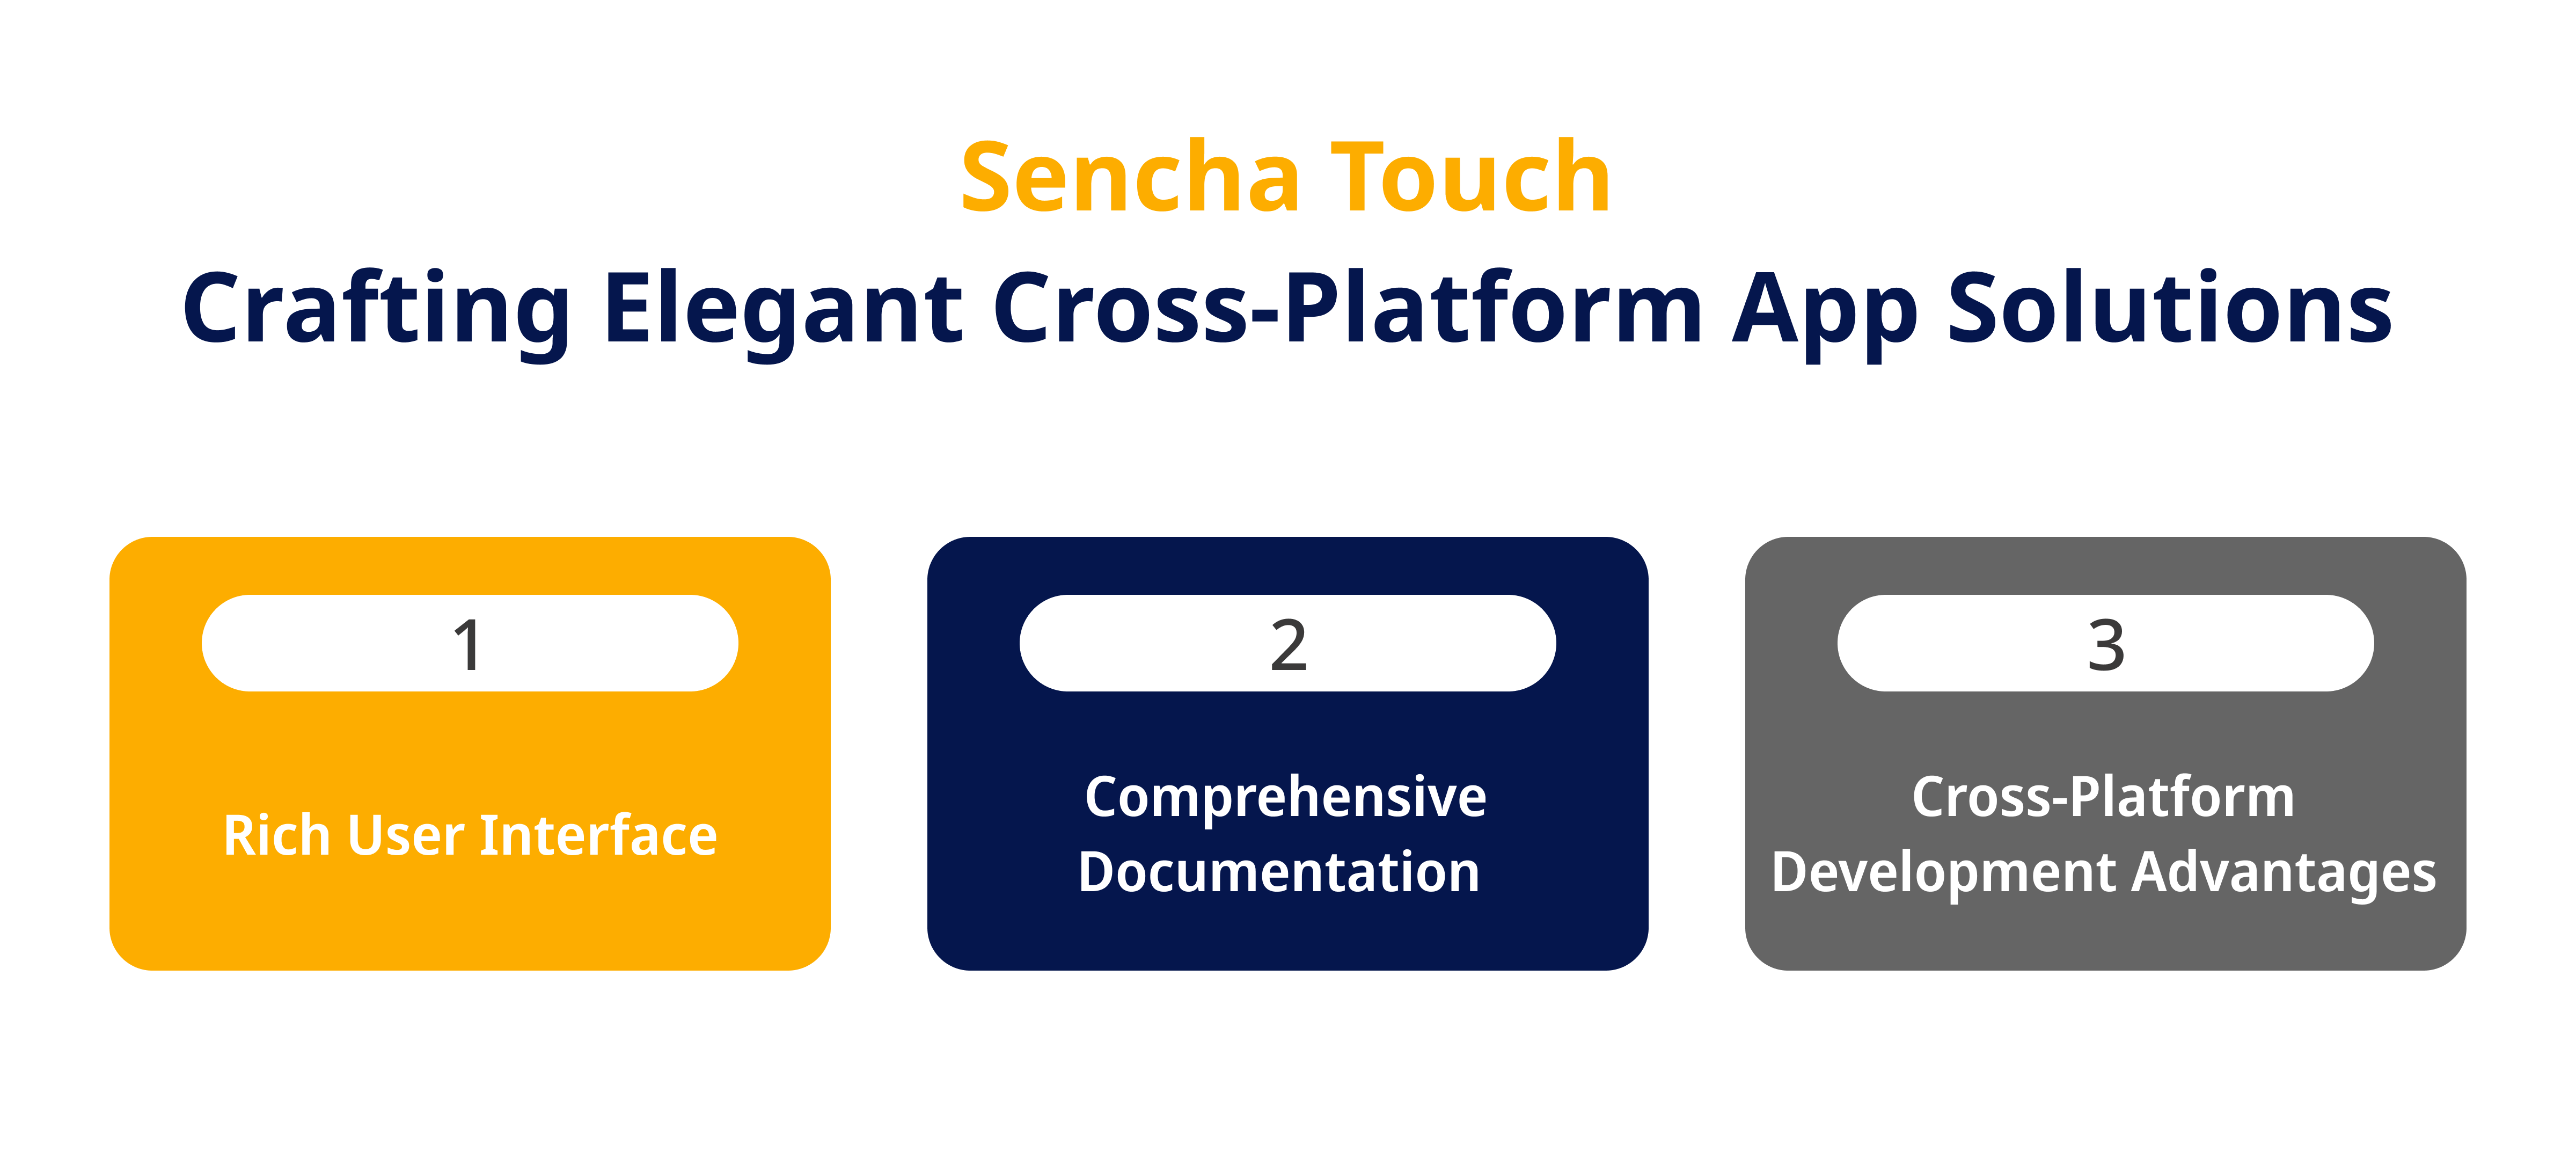 Sencha Touch
Crafting Elegant Cross-Platform App Solutions
1
Rich User Interface
2
Comprehensive
Documentation
3
Cross-Platform
Development Advantages